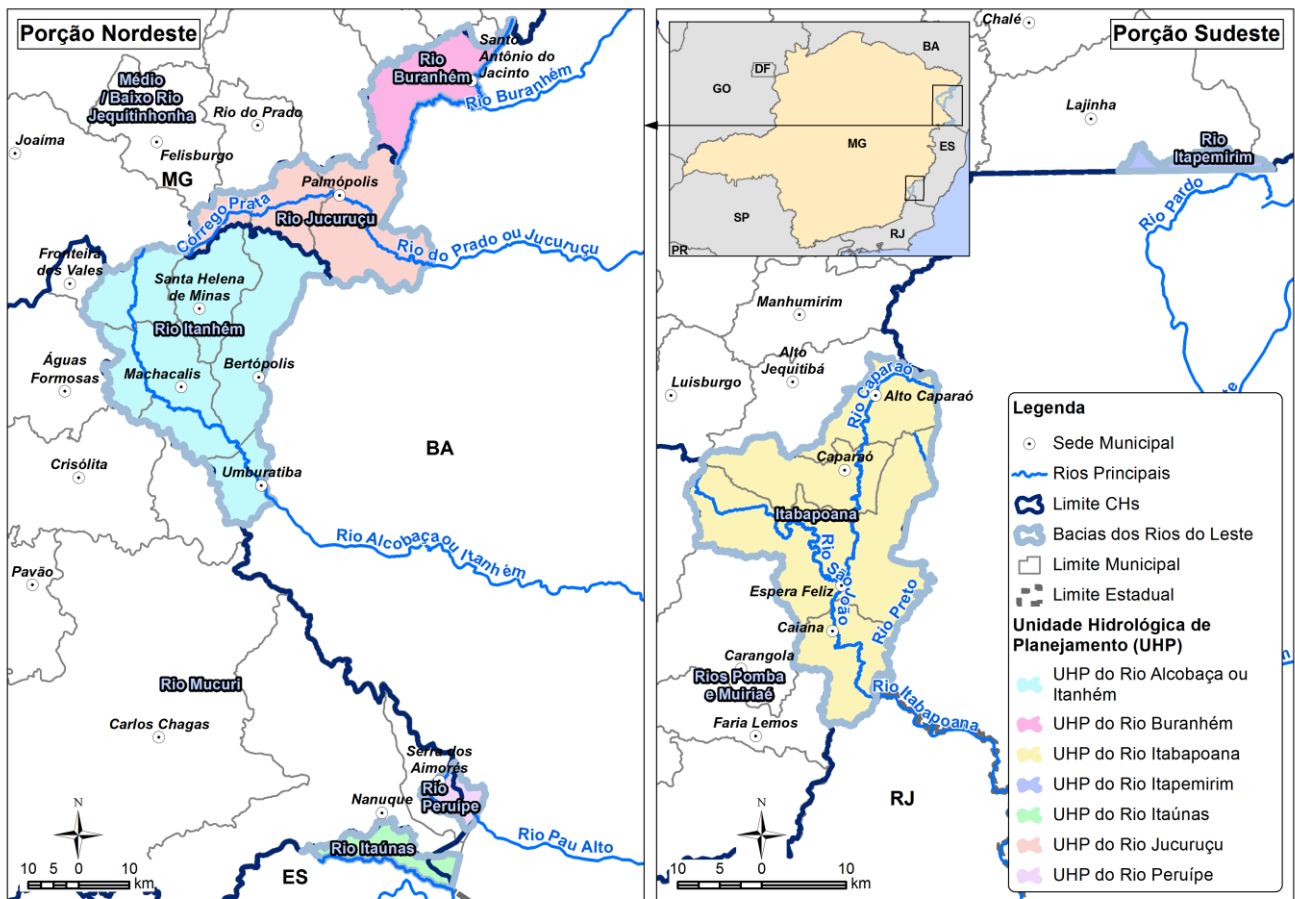 Porção Nordeste
Santo
Antônio do
Jacinto
Rio
Buranhém
Rio Buranhém
Médio
/ Baixo Rio
Jequitinhonha
Rio do Prado
Joaíma
Felisburgo
MG
Palmópolis
Córrego Prata
Rio Jucuruçu
Rio do Prado ou Jucuruçu
Fronteira
dos Vales
Santa Helena
de Minas
Rio Itanhém
Águas
Formosas
Machacalis
Bertópolis
BA
Crisólita
Umburatiba
Rio Alcobaça ou Itanhém
Pavão
Rio Mucuri
Carlos Chagas
Serra dos
Aimorés
Rio
Peruípe
Nanuque
Rio Pau Alto
Rio Itaúnas
ES
N
10 5 0 10
km
Porção Sudeste
Chalé
BA
DF
GO
MG
ES
SP
RJ
PR
Lajinha
Rio
Itapemirim
Rio Pardo
Manhumirim
Alto
Jequitibá
Luisburgo
Rio Caparaó
Alto Caparaó
Caparaó
Itabapoana
Rio São João
Espera Feliz
Rio Preto
Caiana
Carangola
Rios Pomba
e Muiriaé
Rio Itabapoana
Faria Lemos
RJ
N
10 5 0 10
km
Legenda
Sede Municipal
Rios Principais
Limite CHs
Bacias dos Rios do Leste
Limite Municipal
Limite Estadual
Unidade Hidrológica de
Planejamento (UHP)
UHP do Rio Alcobaça ou
Itanhém
UHP do Rio Buranhém
UHP do Rio Itabapoana
UHP do Rio Itapemirim
UHP do Rio Itaúnas
UHP do Rio Jucuruçu
UHP do Rio Peruípe